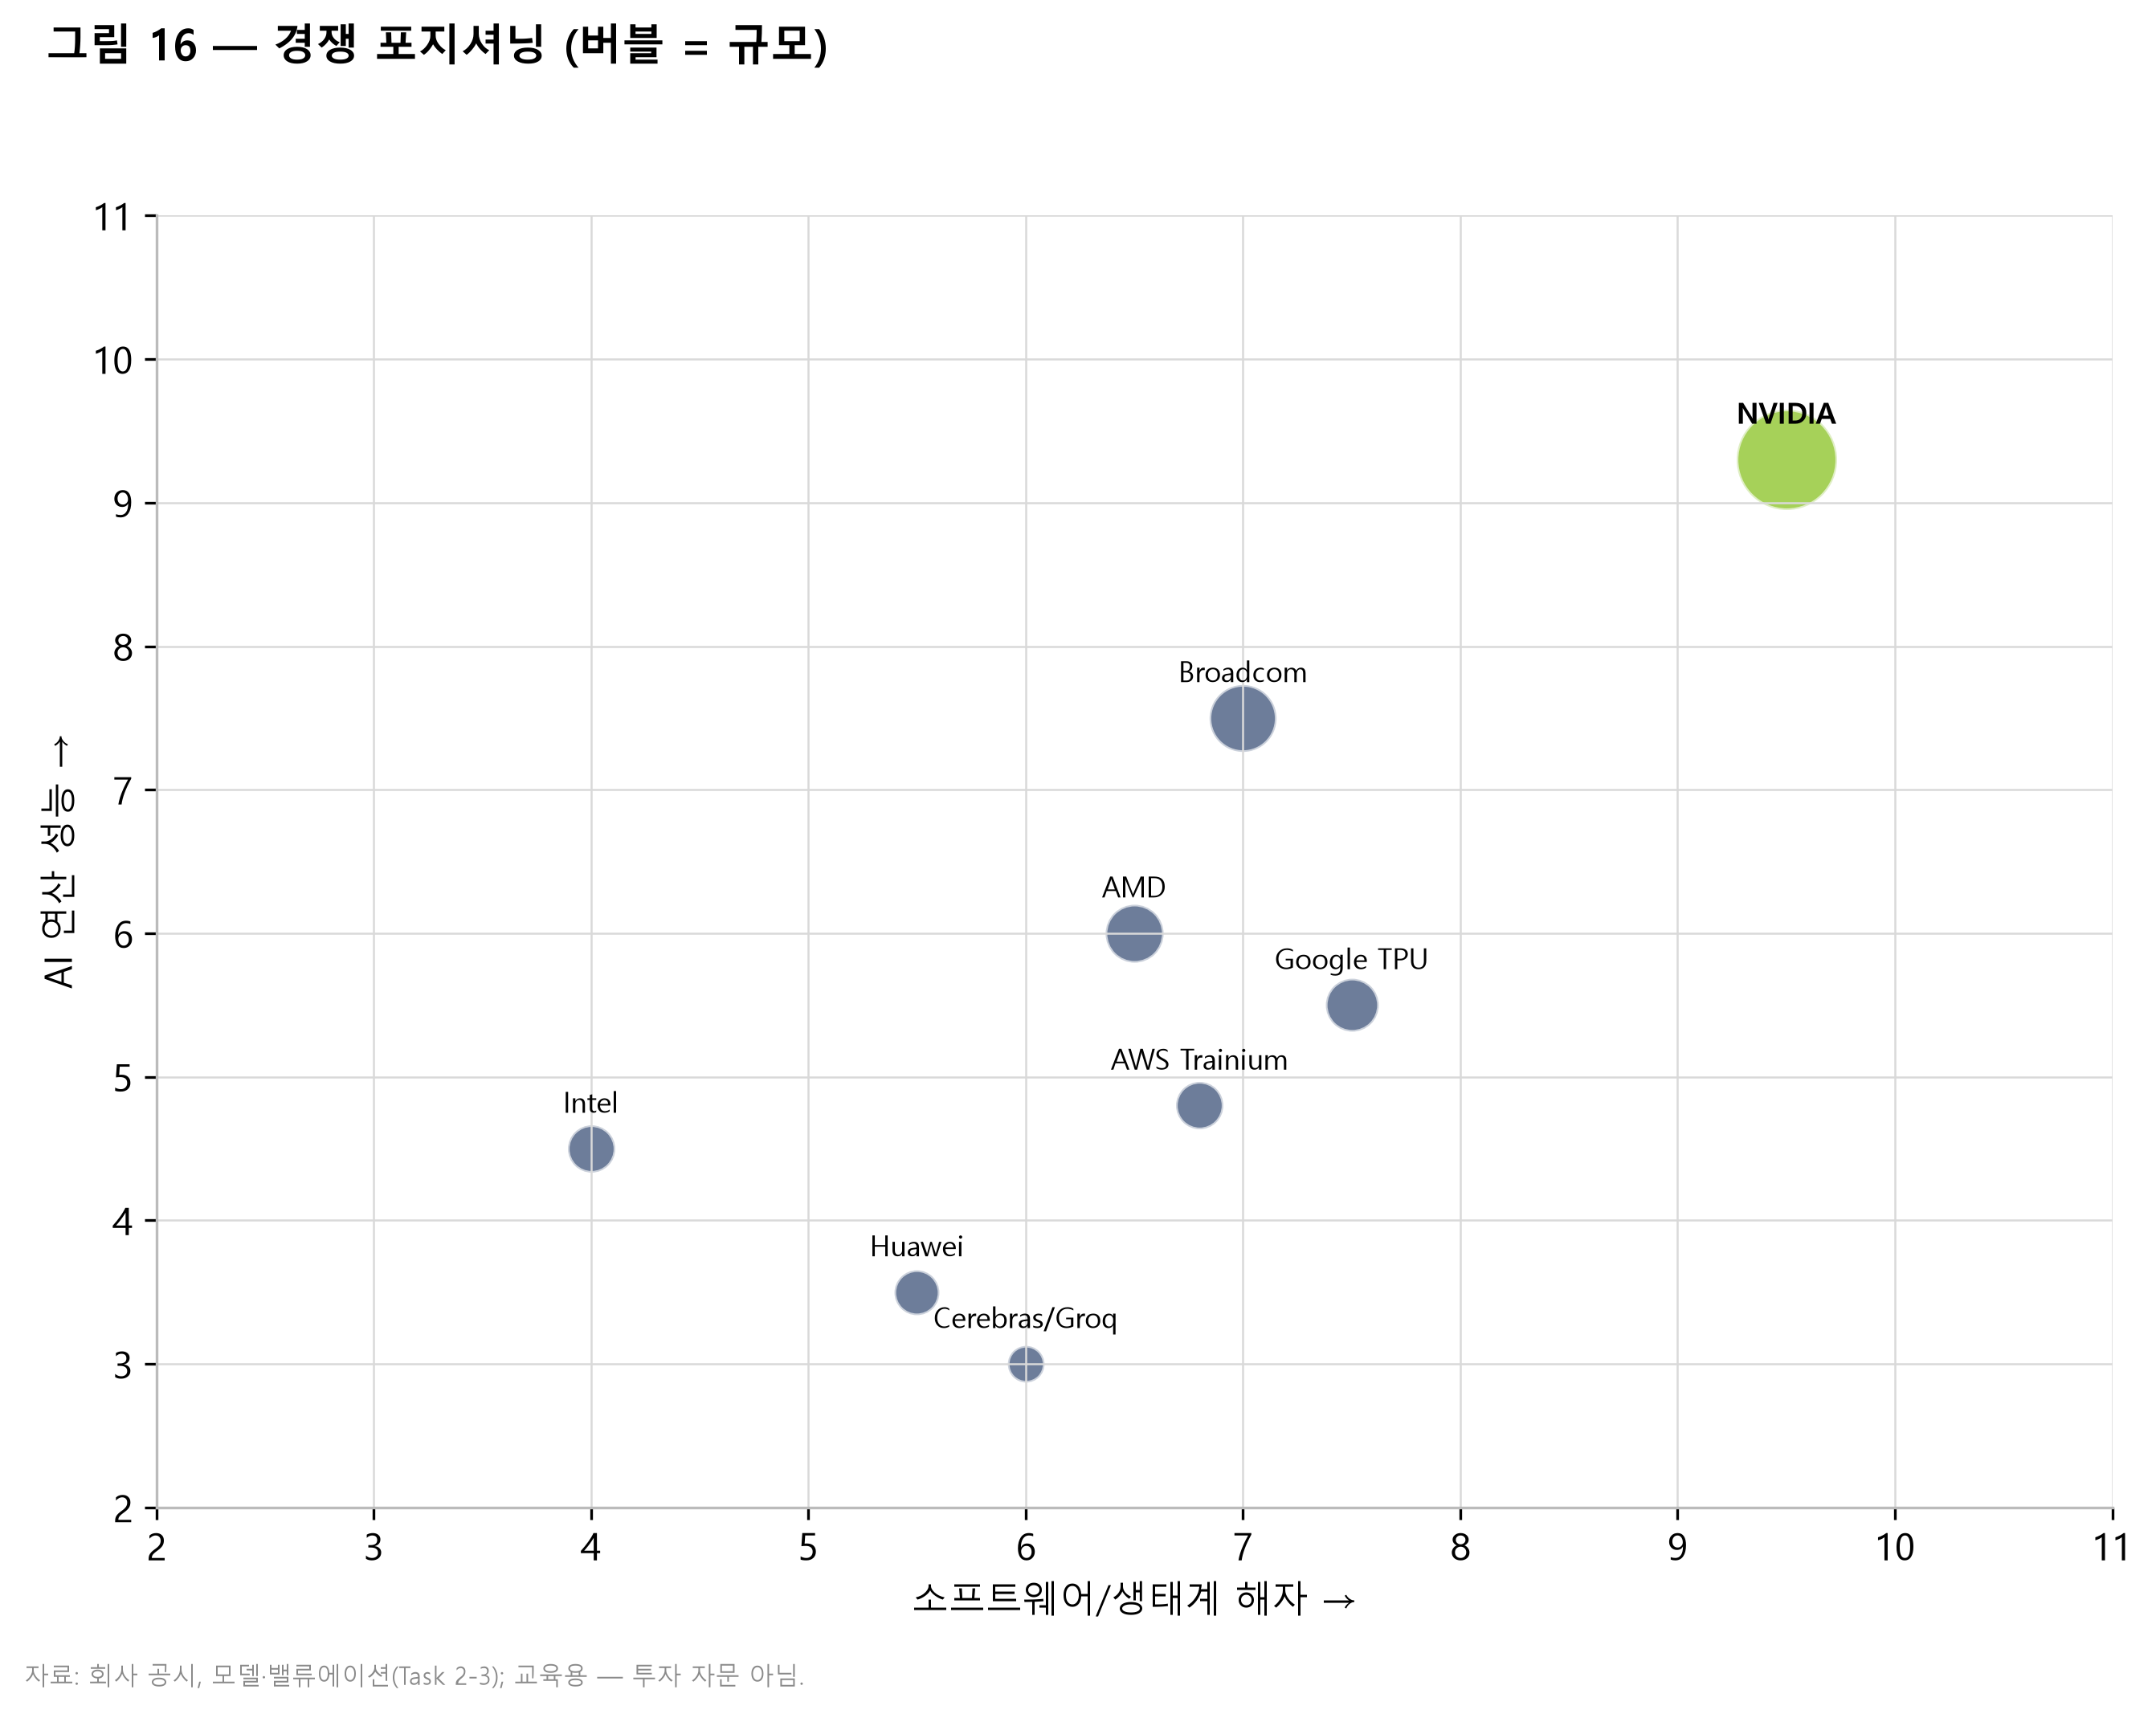 그림 16 — 경쟁 포지셔닝 (버블 = 규모)
11
10
9
8
7
6
5
4
3
2
AI 연산 성능 →
NVIDIA
Broadcom
AMD
Google TPU
AWS Trainium
Intel
Huawei
Cerebras/Groq
2 3 4 5 6 7 8 9 10 11
소프트웨어/생태계 해자 →
자료: 회사 공시, 모델·밸류에이션(Task 2-3); 교육용 — 투자 자문 아님.